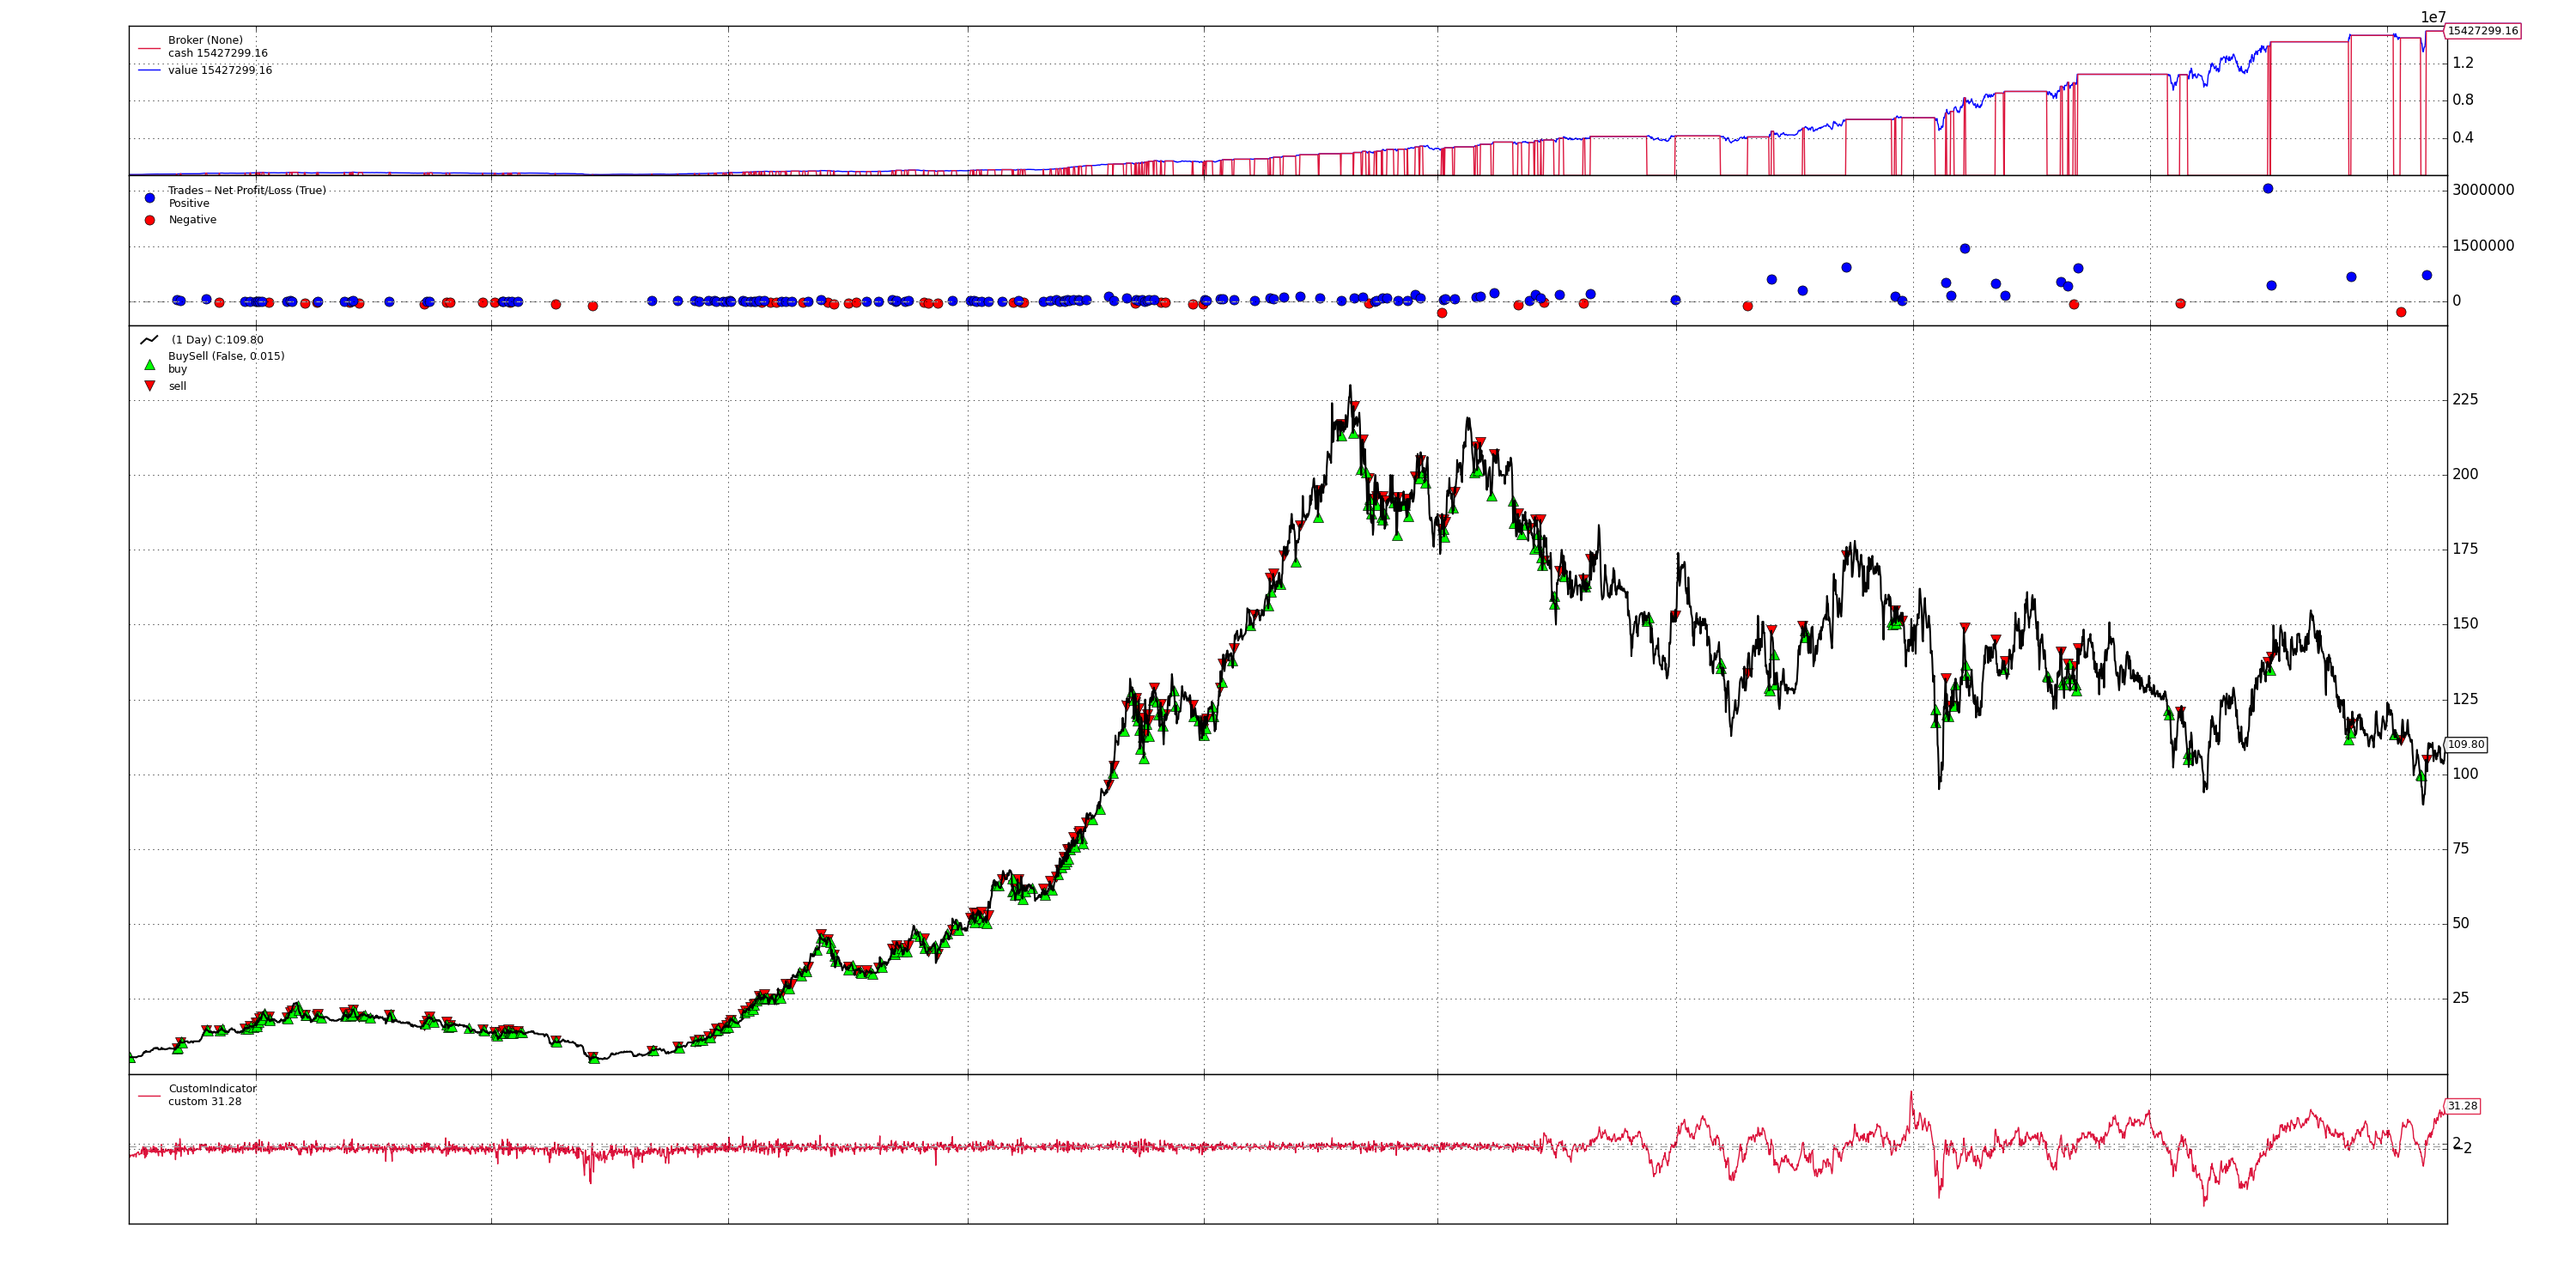 1e7
Broker (None)
cash 15427299.16
value 15427299.16
15427299.16
1.2
0.8
0.4
Trades - Net Profit/Loss (True)
Positive
Negative
3000000
1500000
0
(1 Day) C:109.80
BuySell (False, 0.015)
buy
sell
225
200
175
150
125
109.80
100
75
50
25
CustomIndicator
custom 31.28
31.28
2
−2